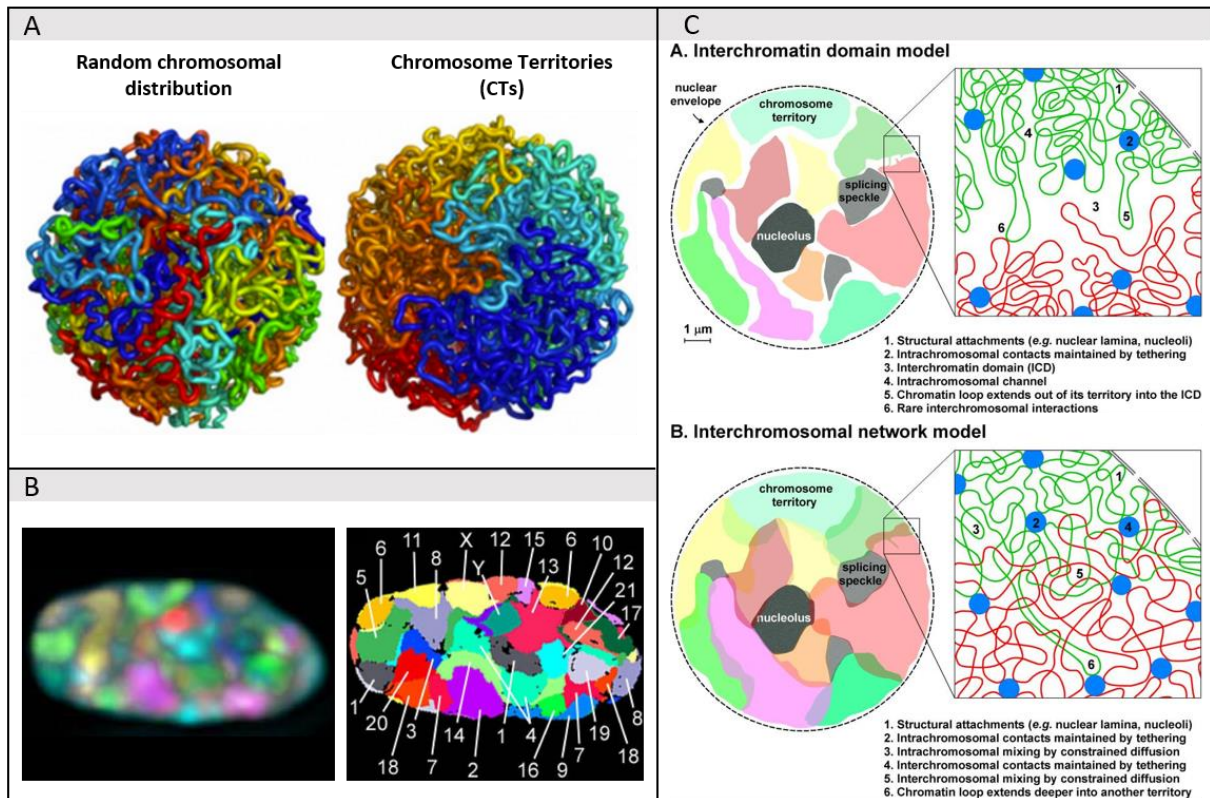 A
Random chromosomal
distribution
Chromosome Territories
(CTs)
B
6
11
8
X
Y
12
15
13
6
10
12
21
17
5
1
20
18
3
7
14
2
1
4
16
9
7
19
18
8
C
A. Interchromatin domain model
nuclear
envelope
chromosome
territory
splicing
speckle
nucleolus
1 µm
1
2
4
3
5
6
1. Structural attachments (e.g. nuclear lamina, nucleoli)
2. Intrachromosomal contacts maintained by tethering
3. Interchromatin domain (ICD)
4. Intrachromosomal channel
5. Chromatin loop extends out of its territory into the ICD
6. Rare interchromosomal interactions
B. Interchromosomal network model
chromosome
territory
splicing
speckle
nucleolus
1
3
2
4
5
6
1. Structural attachments (e.g. nuclear lamina, nucleoli)
2. Intrachromosomal contacts maintained by tethering
3. Intrachromosomal mixing by constrained diffusion
4. Interchromosomal contacts maintained by tethering
5. Interchromosomal mixing by constrained diffusion
6. Chromatin loop extends deeper into another territory